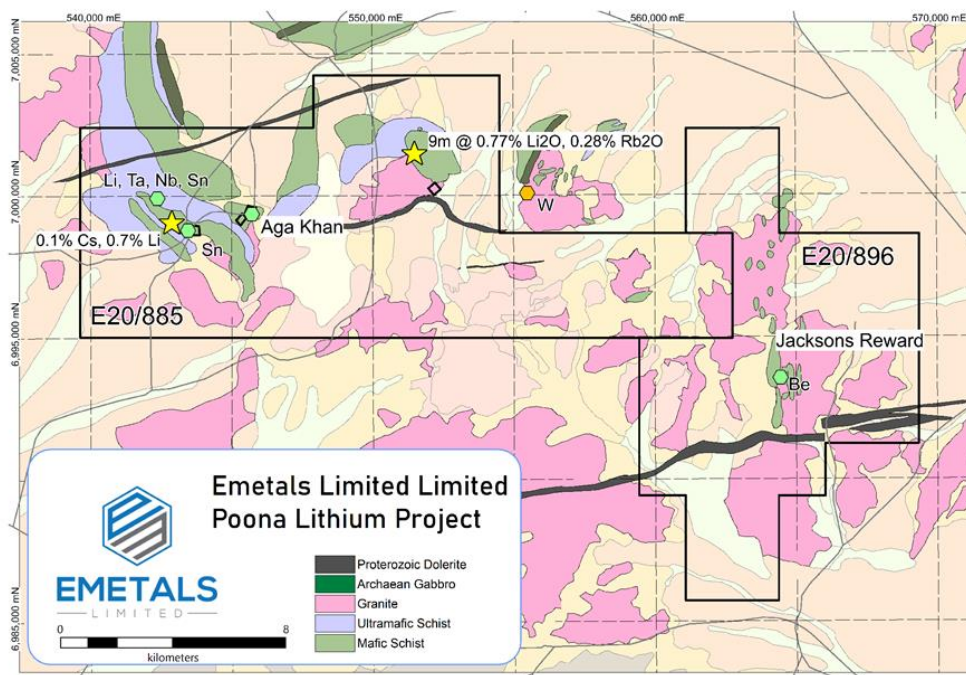 540,000 mE
550,000 mE
560,000 mE
570,000 mE
7,005,000 mN
7,000,000 mN
6,995,000 mN
6,985,000 mN
9m @ 0.77% Li2O, 0.28% Rb2O
Li, Ta, Nb, Sn
W
Aga Khan
0.1% Cs, 0.7% Li
Sn
E20/896
E20/885
Jacksons Reward
Be
Emetals Limited Limited
Poona Lithium Project
EMETALS
LIMITED
Proterozoic Dolerite
Archaean Gabbro
Granite
Ultramafic Schist
Mafic Schist
0
8
kilometers